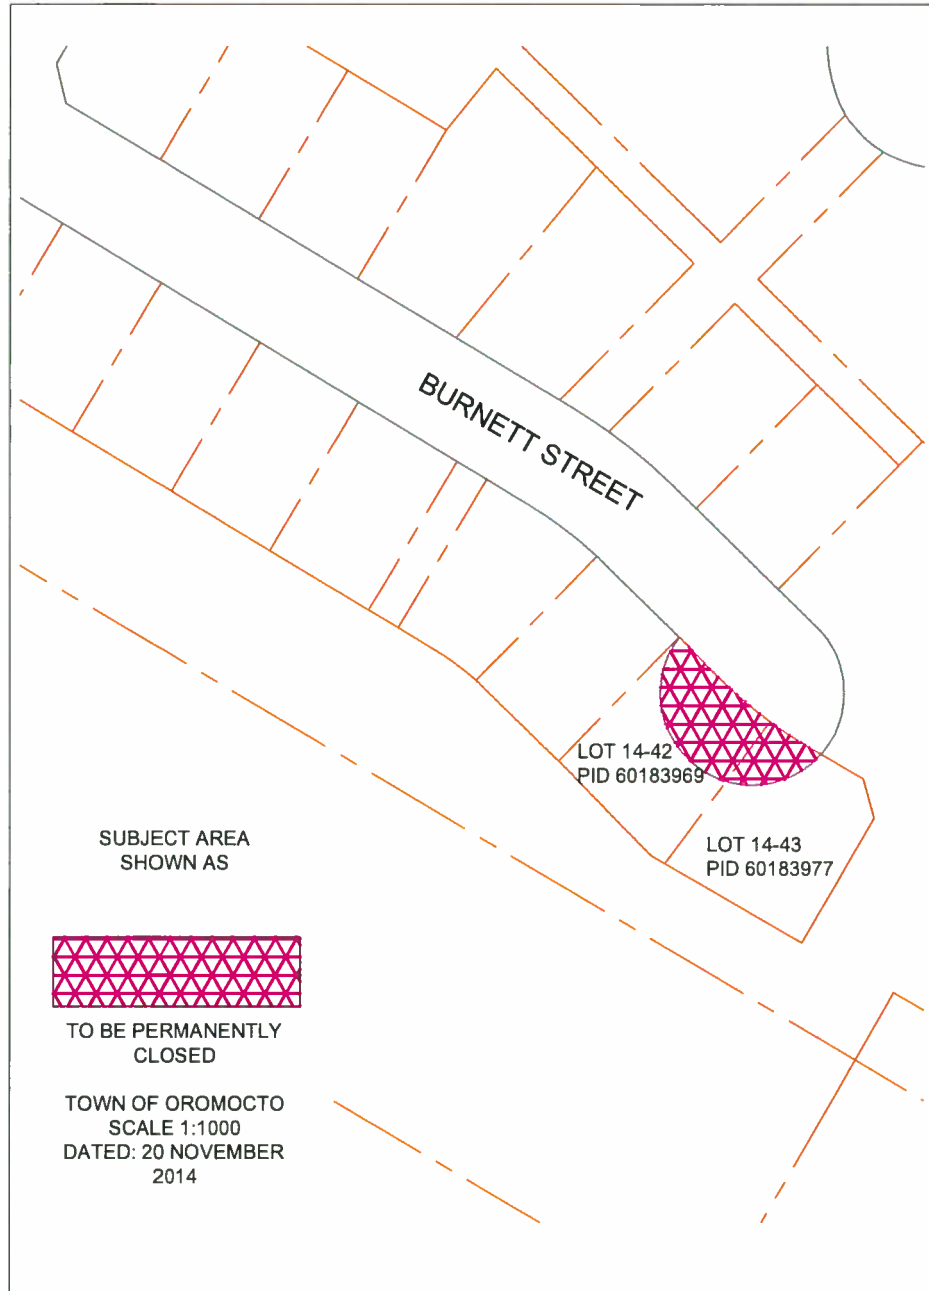 BURNETT STREET
LOT 14-42
PID 60183969
LOT 14-43
PID 60183977
SUBJECT AREA
SHOWN AS
TO BE PERMANENTLY
CLOSED
TOWN OF OROMOCTO
SCALE 1:1000
DATED: 20 NOVEMBER
2014